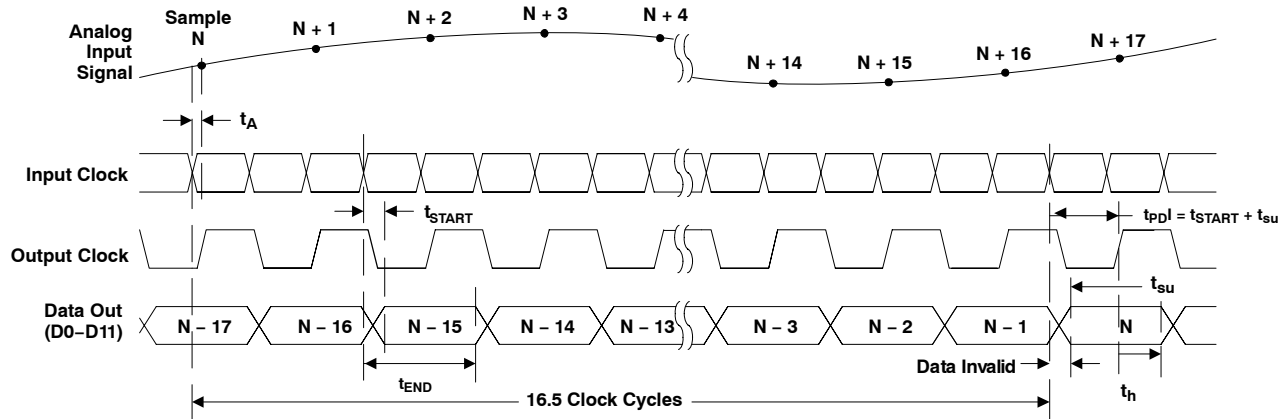 Analog
Input
Signal
Sample
N
N + 1
N + 2
N + 3
N + 4
N + 14
N + 15
N + 16
N + 17
tA
Input Clock
tSTART
tPDI = tSTART + tsu
Output Clock
tsu
Data Out
(D0–D11)
N – 17
N – 16
N – 15
N – 14
N – 13
N – 3
N – 2
N – 1
N
Data Invalid
tEND
th
16.5 Clock Cycles